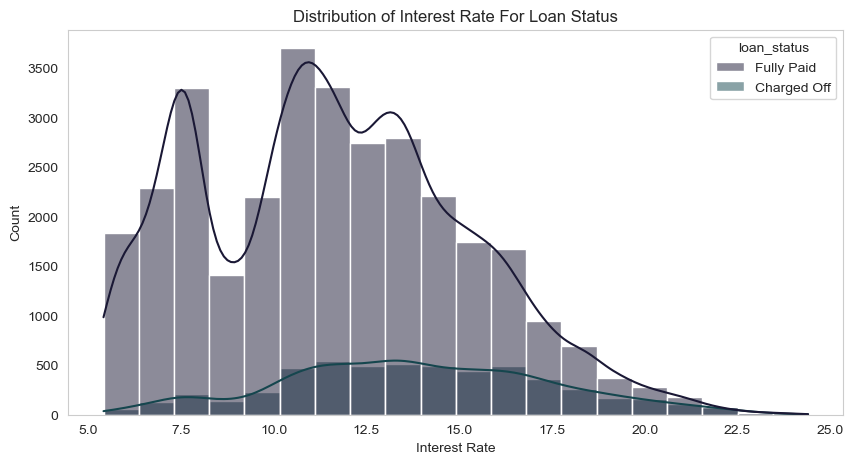 Distribution of Interest Rate For Loan Status
loan_status
Fully Paid
Charged Off
Count
3500
3000
2500
2000
1500
1000
500
0
5.0 7.5 10.0 12.5 15.0 17.5 20.0 22.5 25.0
Interest Rate